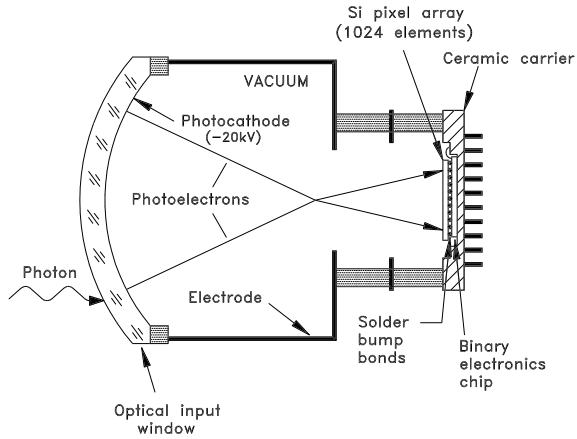 Si pixel array
(1024 elements)
Ceramic carrier
VACUUM
Photocathode
(−20kV)
Photoelectrons
Photon
Electrode
Solder
bump
bonds
Binary
electronics
chip
Optical input
window